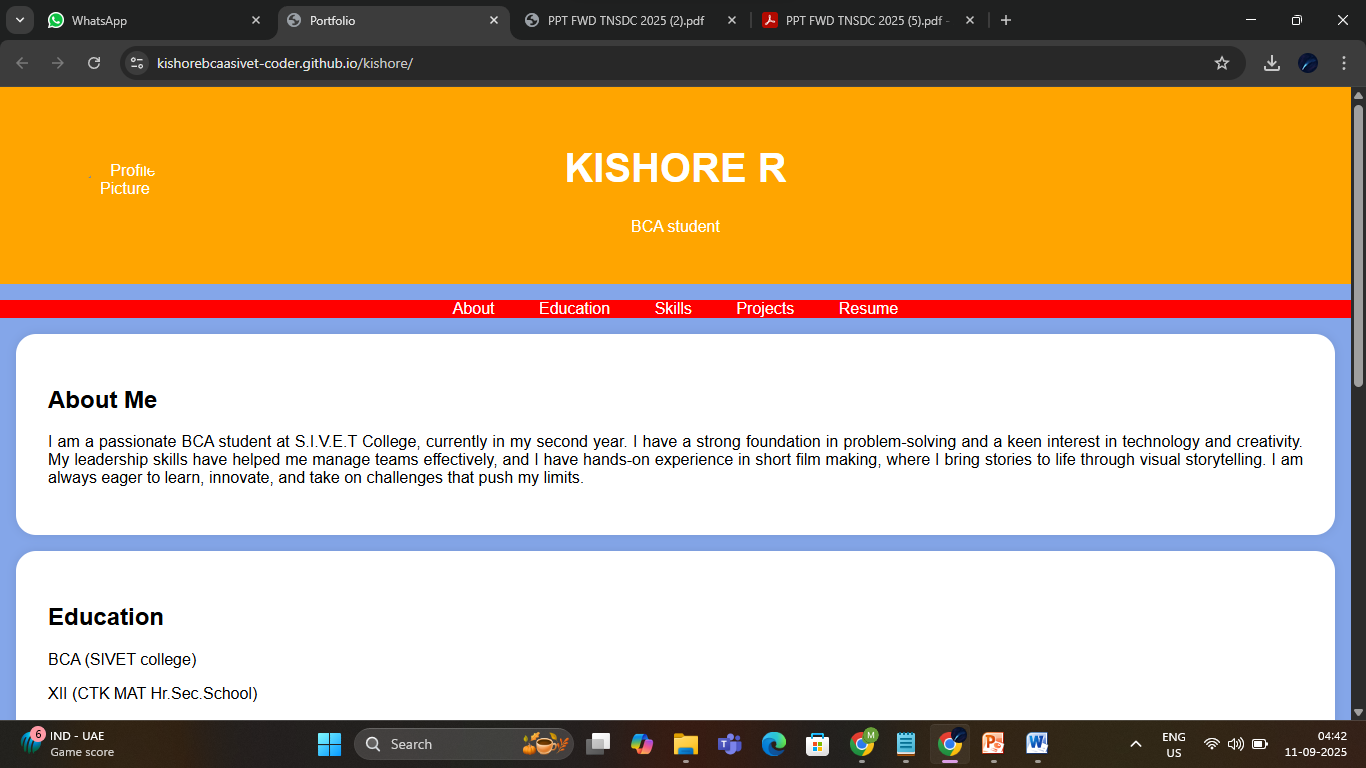 WhatsApp
Portfolio
PPT FWD TNSDC 2025 (2).pdf
PPT FWD TNSDC 2025 (5).pdf -
kishorebcaasivet-coder.github.io/kishore/
Profile
Picture
KISHORE R
BCA student
About Education Skills Projects Resume
About Me
I am a passionate BCA student at S.I.V.E.T College, currently in my second year. I have a strong foundation in problem-solving and a keen interest in technology and creativity.
My leadership skills have helped me manage teams effectively, and I have hands-on experience in short film making, where I bring stories to life through visual storytelling. I am
always eager to learn, innovate, and take on challenges that push my limits.
Education
BCA (SIVET college)
XII (CTK MAT Hr.Sec.School)
6
IND - UAE
Game score
Search
M
ENG
US
04:42
11-09-2025